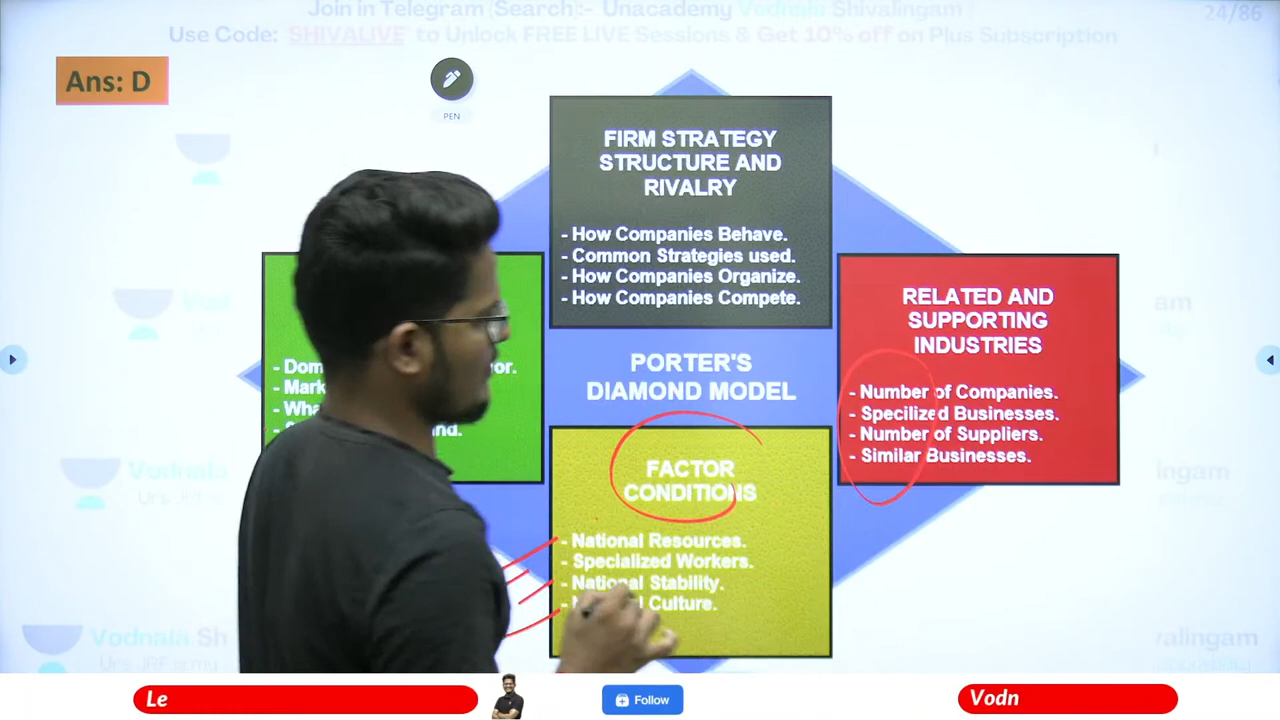 Join in Telegram (Search):- Unacademy Vodnala Shivalingam
24/86
Use Code: SHIVALIVE to Unlock FREE LIVE Sessions & Get 10% off on Plus Subscription
Ans: D
PEN
FIRM STRATEGY
STRUCTURE AND
RIVALRY
- How Companies Behave.
- Common Strategies used.
- How Companies Organize.
- How Companies Compete.
RELATED AND
SUPPORTING
INDUSTRIES
- Number of Companies.
- Specilized Businesses.
- Number of Suppliers.
- Similar Businesses.
PORTER'S
DIAMOND MODEL
FACTOR
CONDITIONS
- National Resources.
- Specialized Workers.
- National Stability.
Culture.
Vodnala Sh
Le
Follow
Vodn